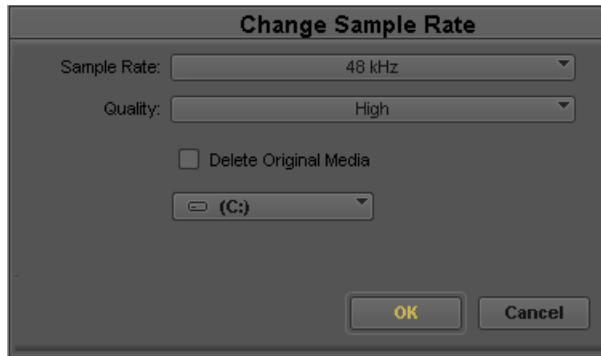 Change Sample Rate
Sample Rate: 48 kHz
Quality: High
Delete Original Media
(C:)
OK Cancel